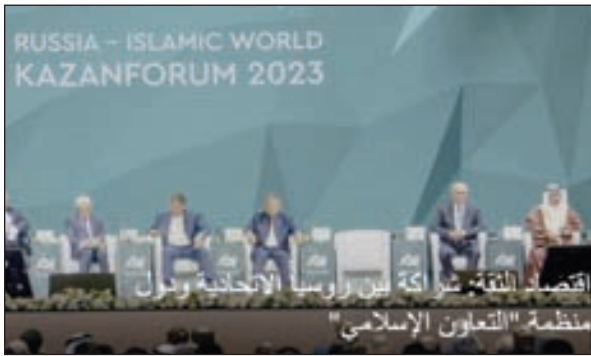 RUSSIA – ISLAMIC WORLD
KAZANFORUM 2023
اقتصاد الثقة: شراكة بين روسيا الاتحادية ودول
منظمة "التعاون الإسلامي"